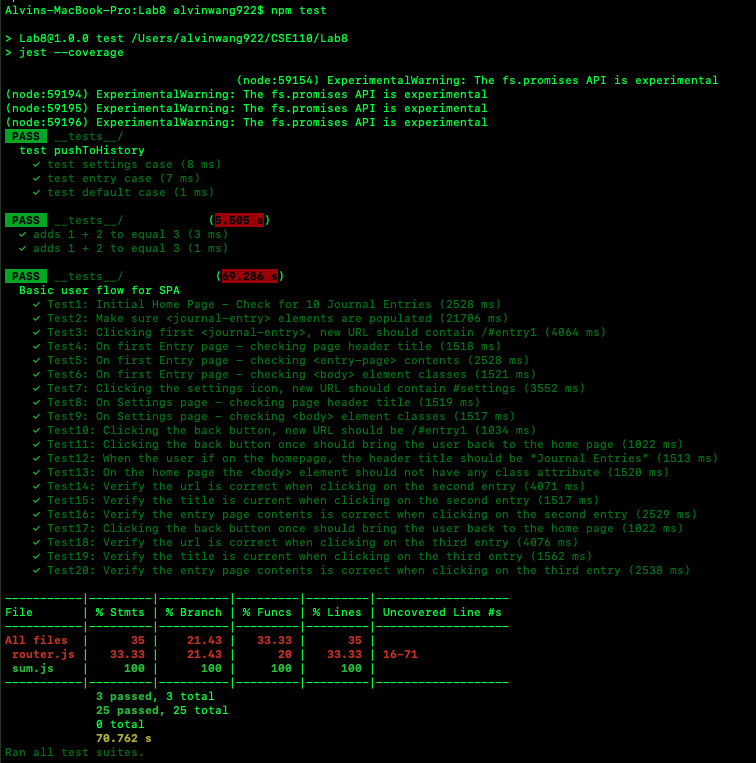 Alvins-MacBook-Pro:Lab8 alvinwang922$ npm test
> Lab8@1.0.0 test /Users/alvinwang922/CSE110/Lab8
> jest --coverage
(node:59154) ExperimentalWarning: The fs.promises API is experimental
(node:59194) ExperimentalWarning: The fs.promises API is experimental
(node:59195) ExperimentalWarning: The fs.promises API is experimental
(node:59196) ExperimentalWarning: The fs.promises API is experimental
PASS __tests__/
test pushToHistory
✓ test settings case (8 ms)
✓ test entry case (7 ms)
✓ test default case (1 ms)
PASS __tests__/ (5.505 s)
✓ adds 1 + 2 to equal 3 (3 ms)
✓ adds 1 + 2 to equal 3 (1 ms)
PASS __tests__/ (69.286 s)
Basic user flow for SPA
✓ Test1: Initial Home Page – Check for 10 Journal Entries (2528 ms)
✓ Test2: Make sure <journal-entry> elements are populated (21706 ms)
✓ Test3: Clicking first <journal-entry>, new URL should contain /#entry1 (4064 ms)
✓ Test4: On first Entry page – checking page header title (1518 ms)
✓ Test5: On first Entry page – checking <entry-page> contents (2528 ms)
✓ Test6: On first Entry page – checking <body> element classes (1521 ms)
✓ Test7: Clicking the settings icon, new URL should contain #settings (3552 ms)
✓ Test8: On Settings page – checking page header title (1519 ms)
✓ Test9: On Settings page – checking <body> element classes (1517 ms)
✓ Test10: Clicking the back button, new URL should be /#entry1 (1034 ms)
✓ Test11: Clicking the back button once should bring the user back to the home page (1022 ms)
✓ Test12: When the user if on the homepage, the header title should be “Journal Entries” (1513 ms)
✓ Test13: On the home page the <body> element should not have any class attribute (1520 ms)
✓ Test14: Verify the url is correct when clicking on the second entry (4071 ms)
✓ Test15: Verify the title is current when clicking on the second entry (1517 ms)
✓ Test16: Verify the entry page contents is correct when clicking on the second entry (2529 ms)
✓ Test17: Clicking the back button once should bring the user back to the home page (1022 ms)
✓ Test18: Verify the url is correct when clicking on the third entry (4076 ms)
✓ Test19: Verify the title is current when clicking on the third entry (1562 ms)
✓ Test20: Verify the entry page contents is correct when clicking on the third entry (2538 ms)
-----------|---------|----------|---------|---------|-------------------
File | % Stmts | % Branch | % Funcs | % Lines | Uncovered Line #s
-----------|---------|----------|---------|---------|-------------------
All files | 35 | 21.43 | 33.33 | 35 |
router.js | 33.33 | 21.43 | 20 | 33.33 | 16-71
sum.js | 100 | 100 | 100 | 100 |
-----------|---------|----------|---------|---------|-------------------
3 passed, 3 total
25 passed, 25 total
0 total
70.762 s
Ran all test suites.